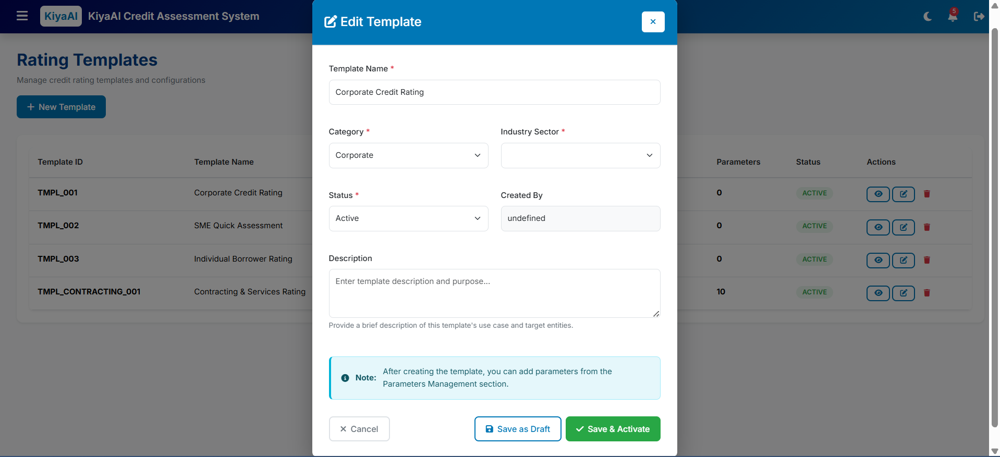 KiyaAI
KiyaAI Credit Assessment System
5
Rating Templates
Manage credit rating templates and configurations
New Template
Template ID
Template Name
Parameters
Status
Actions
TMPL_001
Corporate Credit Rating
0
ACTIVE
TMPL_002
SME Quick Assessment
0
ACTIVE
TMPL_003
Individual Borrower Rating
0
ACTIVE
TMPL_CONTRACTING_001
Contracting & Services Rating
10
ACTIVE
Edit Template
Template Name *
Corporate Credit Rating
Category *
Industry Sector *
Corporate
Status *
Created By
Active
undefined
Description
Enter template description and purpose...
Provide a brief description of this template's use case and target entities.
Note:
After creating the template, you can add parameters from the
Parameters Management section.
Cancel
Save as Draft
Save & Activate